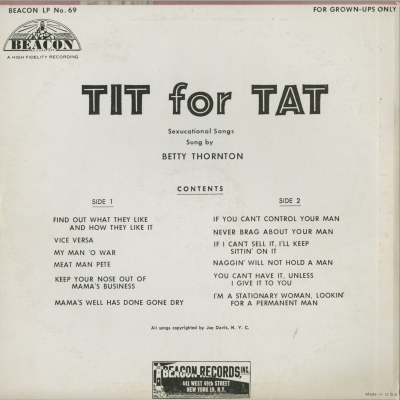 BEACON LP No. 69
FOR GROWN-UPS ONLY
BEACON
A HIGH FIDELITY RECORDING
TIT for TAT
Sexucational Songs
Sung by
BETTY THORNTON
CONTENTS
SIDE 1
FIND OUT WHAT THEY LIKE
AND HOW THEY LIKE IT
VICE VERSA
MY MAN 'O WAR
MEAT MAN PETE
KEEP YOUR NOSE OUT OF
MAMA'S BUSINESS
MAMA'S WELL HAS DONE GONE DRY
SIDE 2
IF YOU CAN'T CONTROL YOUR MAN
NEVER BRAG ABOUT YOUR MAN
IF I CAN'T SELL IT, I'LL KEEP
SITTIN' ON IT
NAGGIN' WILL NOT HOLD A MAN
YOU CAN'T HAVE IT, UNLESS
I GIVE IT TO YOU
I'M A STATIONARY WOMAN, LOOKIN'
FOR A PERMANENT MAN
All songs copyrighted by Joe Davis, N. Y. C.
BEACON RECORDS, INC.
441 WEST 49th STREET
NEW YORK 19, N.Y.
Made in U.S.A.